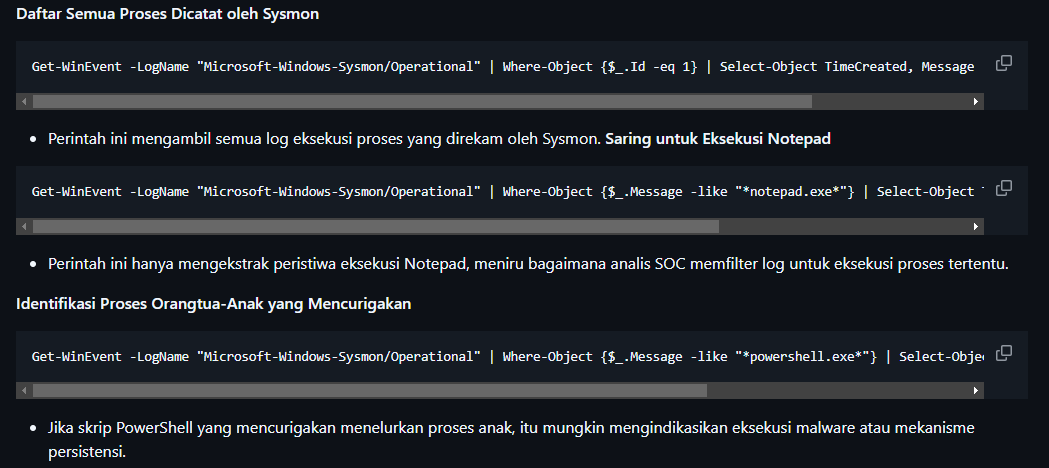 Daftar Semua Proses Dicatat oleh Sysmon
Get-WinEvent -LogName "Microsoft-Windows-Sysmon/Operational" | Where-Object {$_.Id -eq 1} | Select-Object TimeCreated, Message
• Perintah ini mengambil semua log eksekusi proses yang direkam oleh Sysmon. Saring untuk Eksekusi Notepad
Get-WinEvent -LogName "Microsoft-Windows-Sysmon/Operational" | Where-Object {$_.Message -like "*notepad.exe*"} | Select-Object
• Perintah ini hanya mengekstrak peristiwa eksekusi Notepad, meniru bagaimana analis SOC memfilter log untuk eksekusi proses tertentu.
Identifikasi Proses Orangtua-Anak yang Mencurigakan
Get-WinEvent -LogName "Microsoft-Windows-Sysmon/Operational" | Where-Object {$_.Message -like "*powershell.exe*"} | Select-Obje
• Jika skrip PowerShell yang mencurigakan menelurkan proses anak, itu mungkin mengindikasikan eksekusi malware atau mekanisme
persistensi.